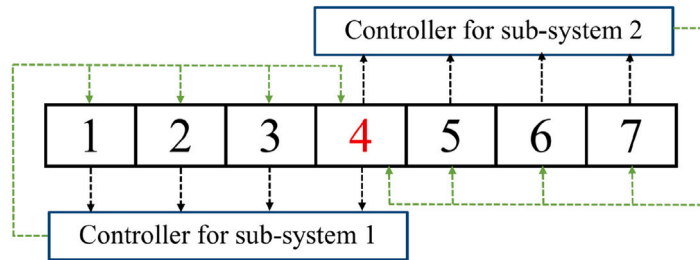 Controller for sub-system 2
1 2 3 4 5 6 7
Controller for sub-system 1